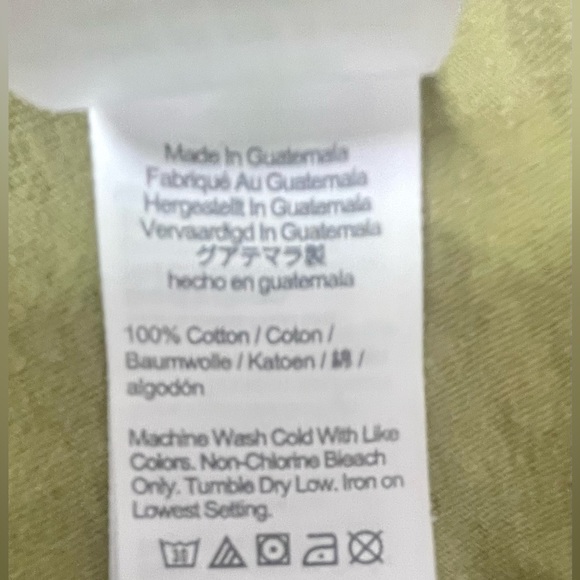 Made In Guatemala
Fabriqué Au Guatemala
Hergestellt In Guatemala
Vervaardigd In Guatemala
グアテマラ製
hecho en guatemala
100% Cotton / Coton /
Baumwolle / Katoen / 綿 /
algodón
Machine Wash Cold With Like
Colors. Non-Chlorine Bleach
Only. Tumble Dry Low. Iron on
Lowest Setting.
30